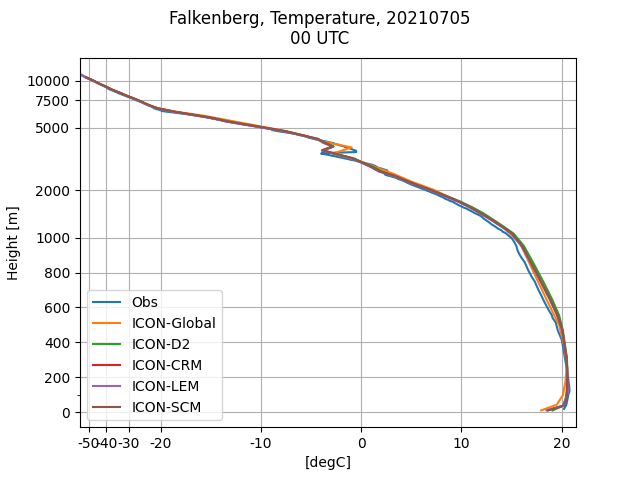 Falkenberg, Temperature, 20210705
00 UTC
Height [m]
10000
7500
5000
2000
1000
800
600
400
200
0
Obs
ICON-Global
ICON-D2
ICON-CRM
ICON-LEM
ICON-SCM
-50 -40 -30 -20 -10 0 10 20
[degC]